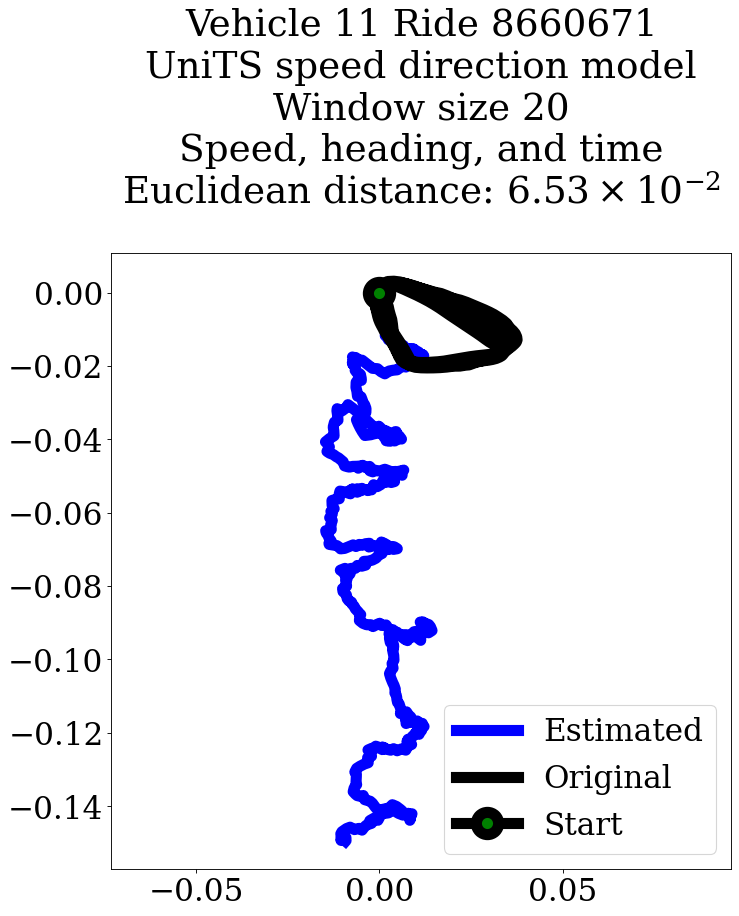 Vehicle 11 Ride 8660671
UniTS speed direction model
Window size 20
Speed, heading, and time
Euclidean distance: 6.53 × 10⁻²
0.00
−0.02
−0.04
−0.06
−0.08
−0.10
−0.12
−0.14
Estimated
Original
Start
−0.05 0.00 0.05